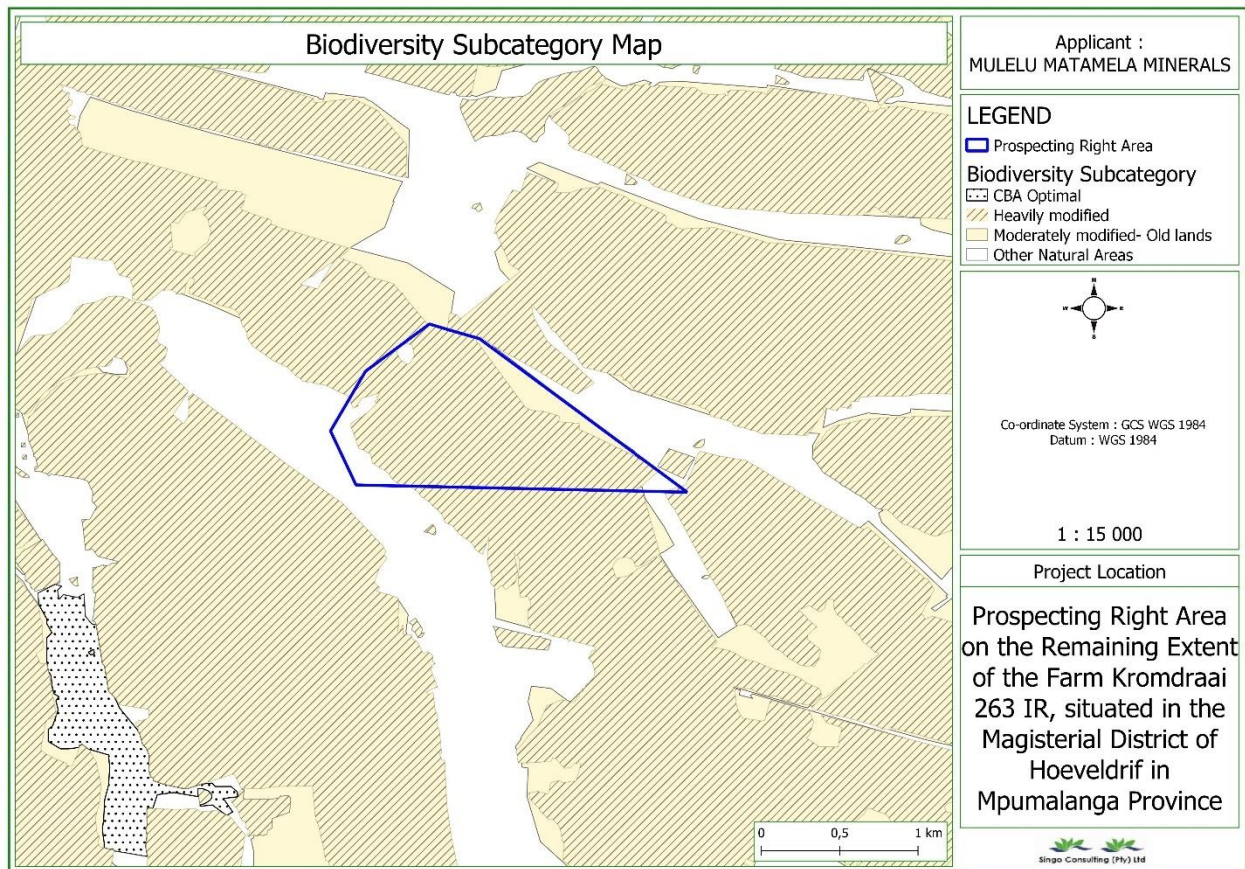 Biodiversity Subcategory Map
Applicant :
MULELU MATAMELA MINERALS
LEGEND
Prospecting Right Area
Biodiversity Subcategory
CBA Optimal
Heavily modified
Moderately modified- Old lands
Other Natural Areas
N
W E
S
Co-ordinate System : GCS WGS 1984
Datum : WGS 1984
1 : 15 000
Project Location
Prospecting Right Area
on the Remaining Extent
of the Farm Kromdraai
263 IR, situated in the
Magisterial District of
Hoeveldrif in
Mpumalanga Province
0 0,5 1 km
Singo Consulting (Pty) Ltd